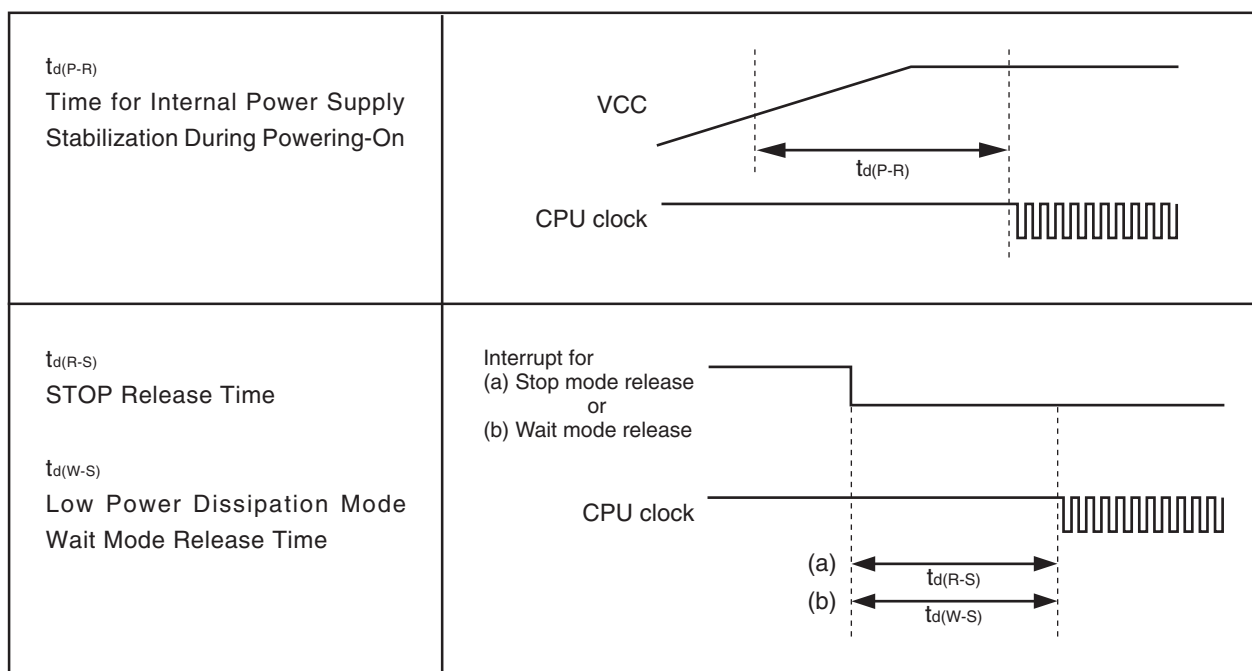 td(P-R)
Time for Internal Power Supply
Stabilization During Powering-On
VCC
td(P-R)
CPU clock
td(R-S)
STOP Release Time
td(W-S)
Low Power Dissipation Mode
Wait Mode Release Time
Interrupt for
(a) Stop mode release
or
(b) Wait mode release
CPU clock
(a)
td(R-S)
(b)
td(W-S)